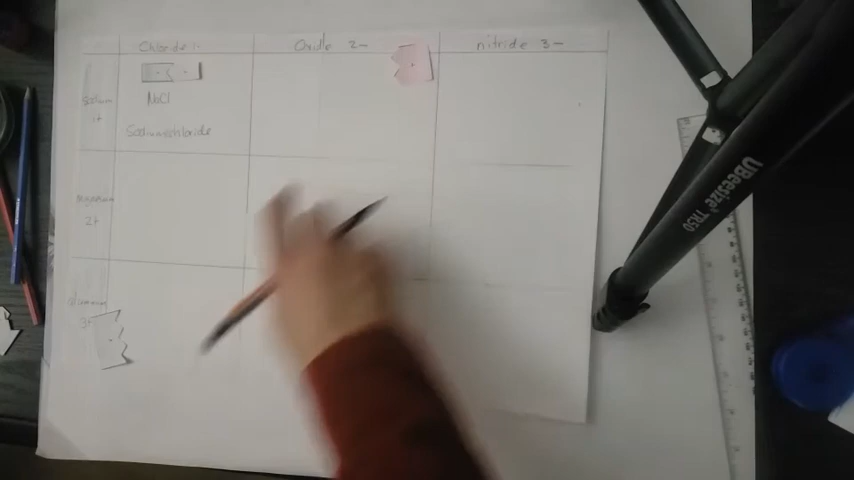 Chloride 1-
Oxide 2-
nitride 3-
Sodium
1+
NaCl
Sodium chloride
magnesium
2+
aluminium
3+
UBeesize TR50